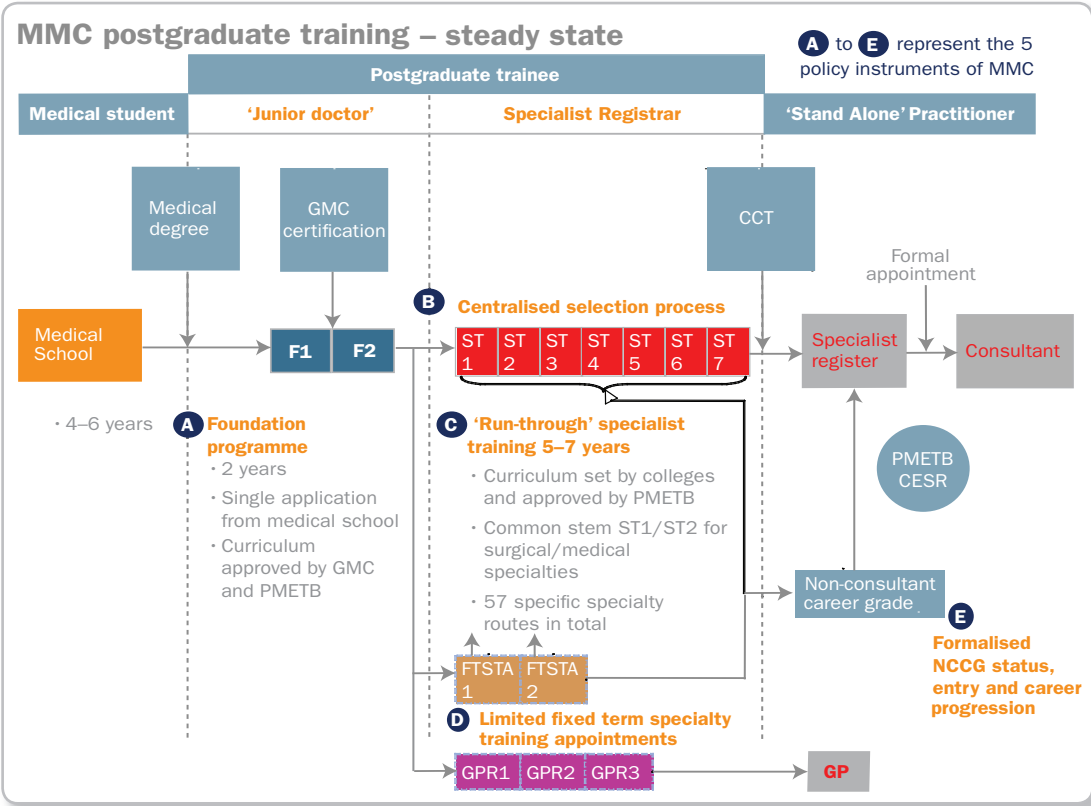 MMC postgraduate training – steady state
A to E represent the 5
policy instruments of MMC
Postgraduate trainee
Medical student
‘Junior doctor’
Specialist Registrar
‘Stand Alone’ Practitioner
Medical
degree
GMC
certification
CCT
Formal
appointment
B
Centralised selection process
Medical
School
F1
F2
ST
1
ST
2
ST
3
ST
4
ST
5
ST
6
ST
7
Specialist
register
Consultant
· 4–6 years
A
Foundation
programme
· 2 years
· Single application
from medical school
· Curriculum
approved by GMC
and PMETB
C
‘Run-through’ specialist
training 5–7 years
· Curriculum set by colleges
and approved by PMETB
· Common stem ST1/ST2 for
surgical/medical
specialties
· 57 specific specialty
routes in total
PMETB
CESR
Non-consultant
career grade
E
Formalised
NCCG status,
entry and career
progression
FTSTA
1
FTSTA
2
D
Limited fixed term specialty
training appointments
GPR1
GPR2
GPR3
GP